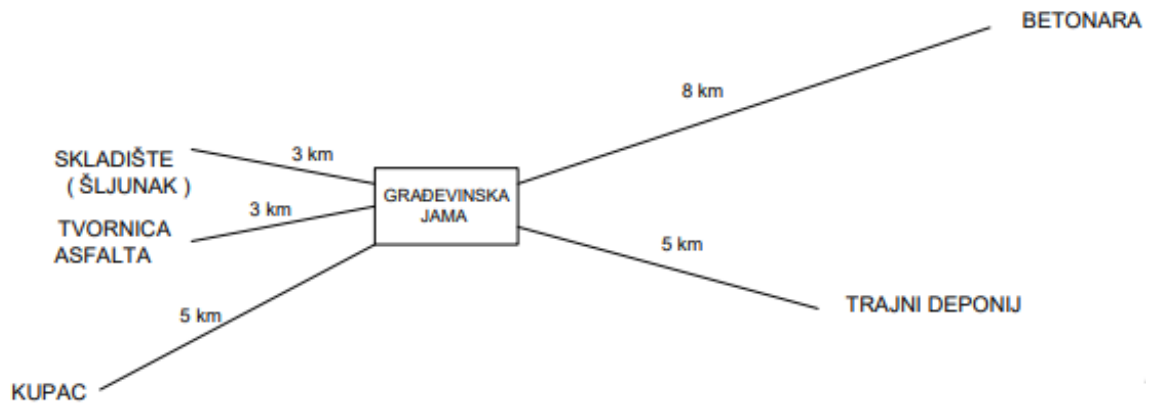 BETONARA
8 km
SKLADIŠTE
( ŠLJUNAK )
3 km
GRAĐEVINSKA
JAMA
3 km
TVORNICA
ASFALTA
5 km
TRAJNI DEPONIJ
5 km
KUPAC